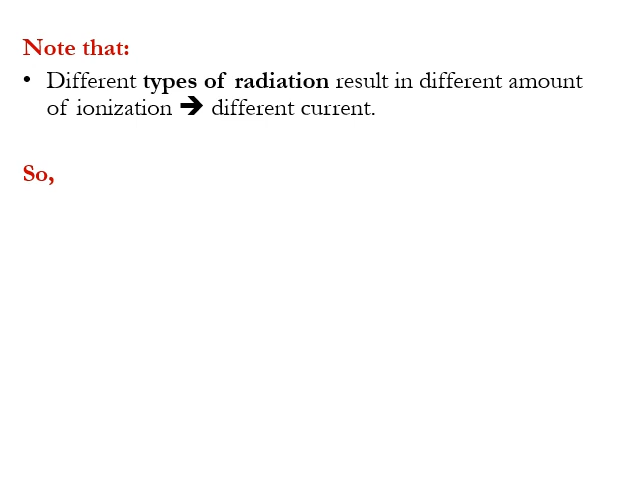 Note that:
• Different types of radiation result in different amount
of ionization ➔ different current.
So,